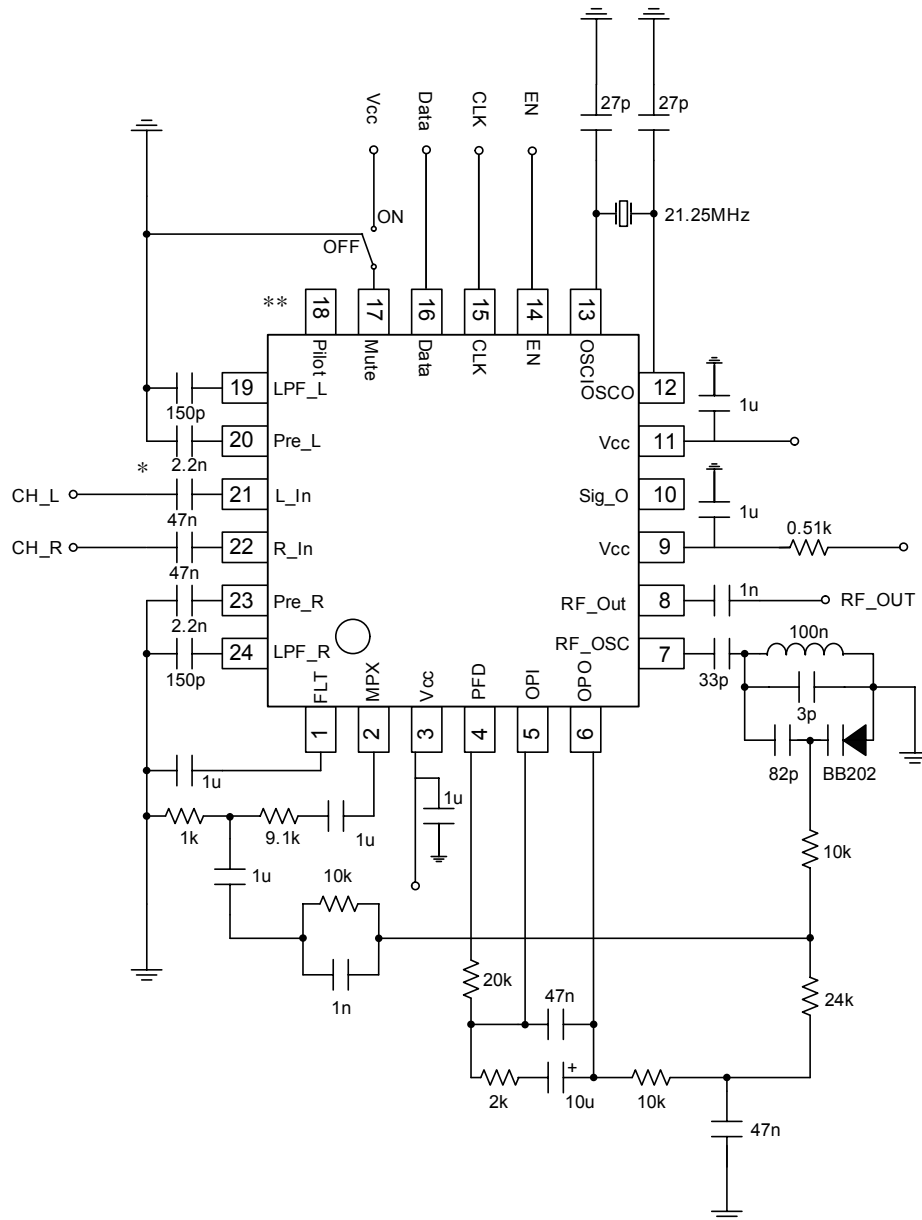 27p
27p
Vcc
Data
CLK
EN
ON
OFF
21.25MHz
**
18
17
16
15
14
13
Pilot
Mute
Data
CLK
EN
OSCI
OSCO
12
19
LPF_L
150p
1u
20
Pre_L
2.2n
Vcc
11
*
CH_L
21
L_In
47n
Sig_O
10
1u
CH_R
22
R_In
47n
Vcc
9
0.51k
23
Pre_R
2.2n
RF_Out
8
1n
RF_OUT
24
LPF_R
150p
RF_OSC
7
33p
100n
3p
82p
BB202
FLT
MPX
Vcc
PFD
OPI
OPO
1
2
3
4
5
6
1u
1u
1k
9.1k
1u
10k
1u
10k
1n
20k
47n
24k
2k
+
10u
10k
47n